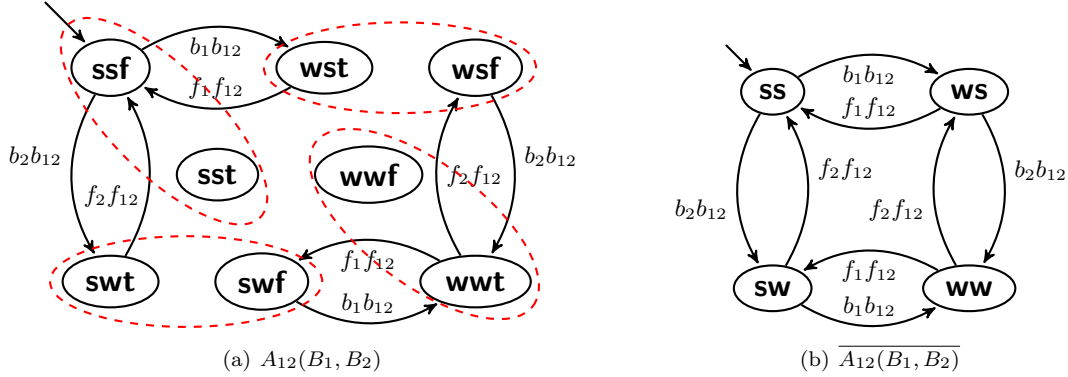 ssf
b₁b₁₂
wst
wsf
f₁f₁₂
b₂b₁₂
f₂f₁₂
sst
wwf
f₂f₁₂
b₂b₁₂
swt
swf
f₁f₁₂
wwt
b₁b₁₂
(a) A₁₂(B₁, B₂)
ss
b₁b₁₂
ws
f₁f₁₂
b₂b₁₂
f₂f₁₂
f₂f₁₂
b₂b₁₂
sw
f₁f₁₂
ww
b₁b₁₂
(b) A₁₂(B₁, B₂)